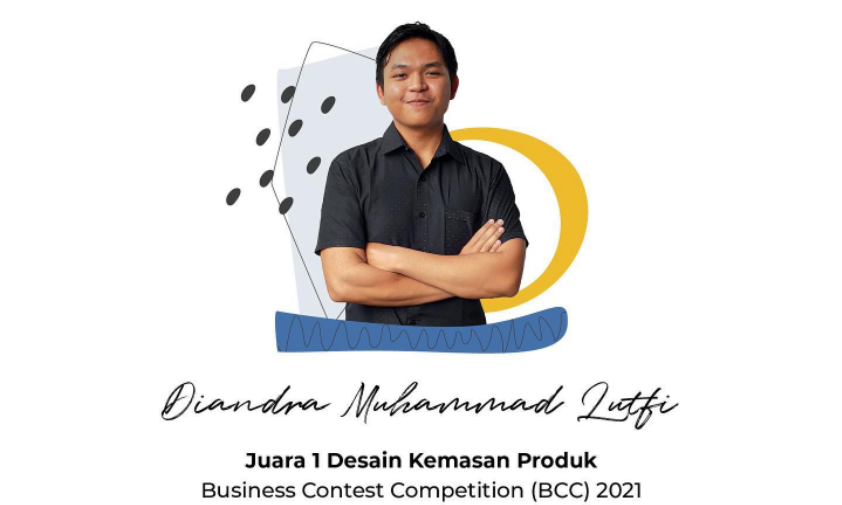 Diandra Muhammad Lutfi
Juara 1 Desain Kemasan Produk
Business Contest Competition (BCC) 2021